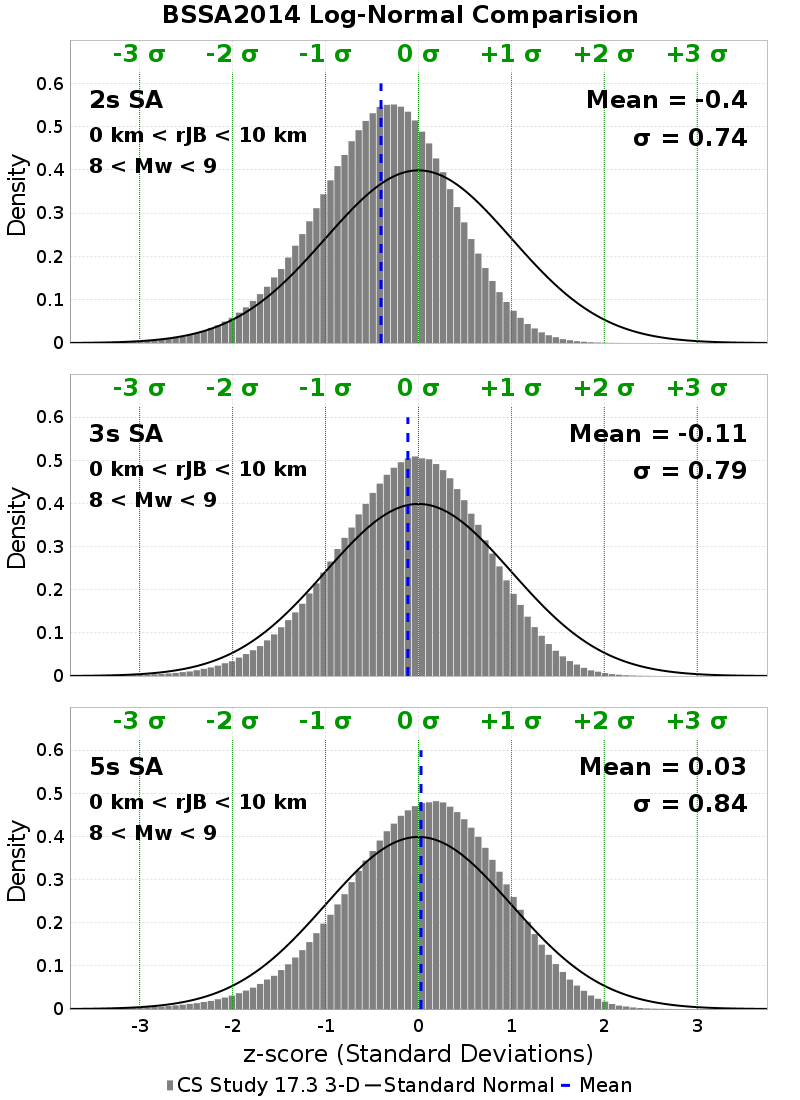 BSSA2014 Log-Normal Comparision
-3 σ -2 σ -1 σ 0 σ +1 σ +2 σ +3 σ
0.6
2s SA
Mean = -0.4
0.5
0 km < rJB < 10 km
σ = 0.74
8 < Mw < 9
0.4
0.3
Density
0.2
0.1
0
-3 σ -2 σ -1 σ 0 σ +1 σ +2 σ +3 σ
0.6
3s SA
Mean = -0.11
0.5
0 km < rJB < 10 km
σ = 0.79
8 < Mw < 9
0.4
0.3
Density
0.2
0.1
0
-3 σ -2 σ -1 σ 0 σ +1 σ +2 σ +3 σ
0.6
5s SA
Mean = 0.03
0.5
0 km < rJB < 10 km
σ = 0.84
8 < Mw < 9
0.4
0.3
Density
0.2
0.1
0
-3 -2 -1 0 1 2 3
z-score (Standard Deviations)
CS Study 17.3 3-D Standard Normal Mean